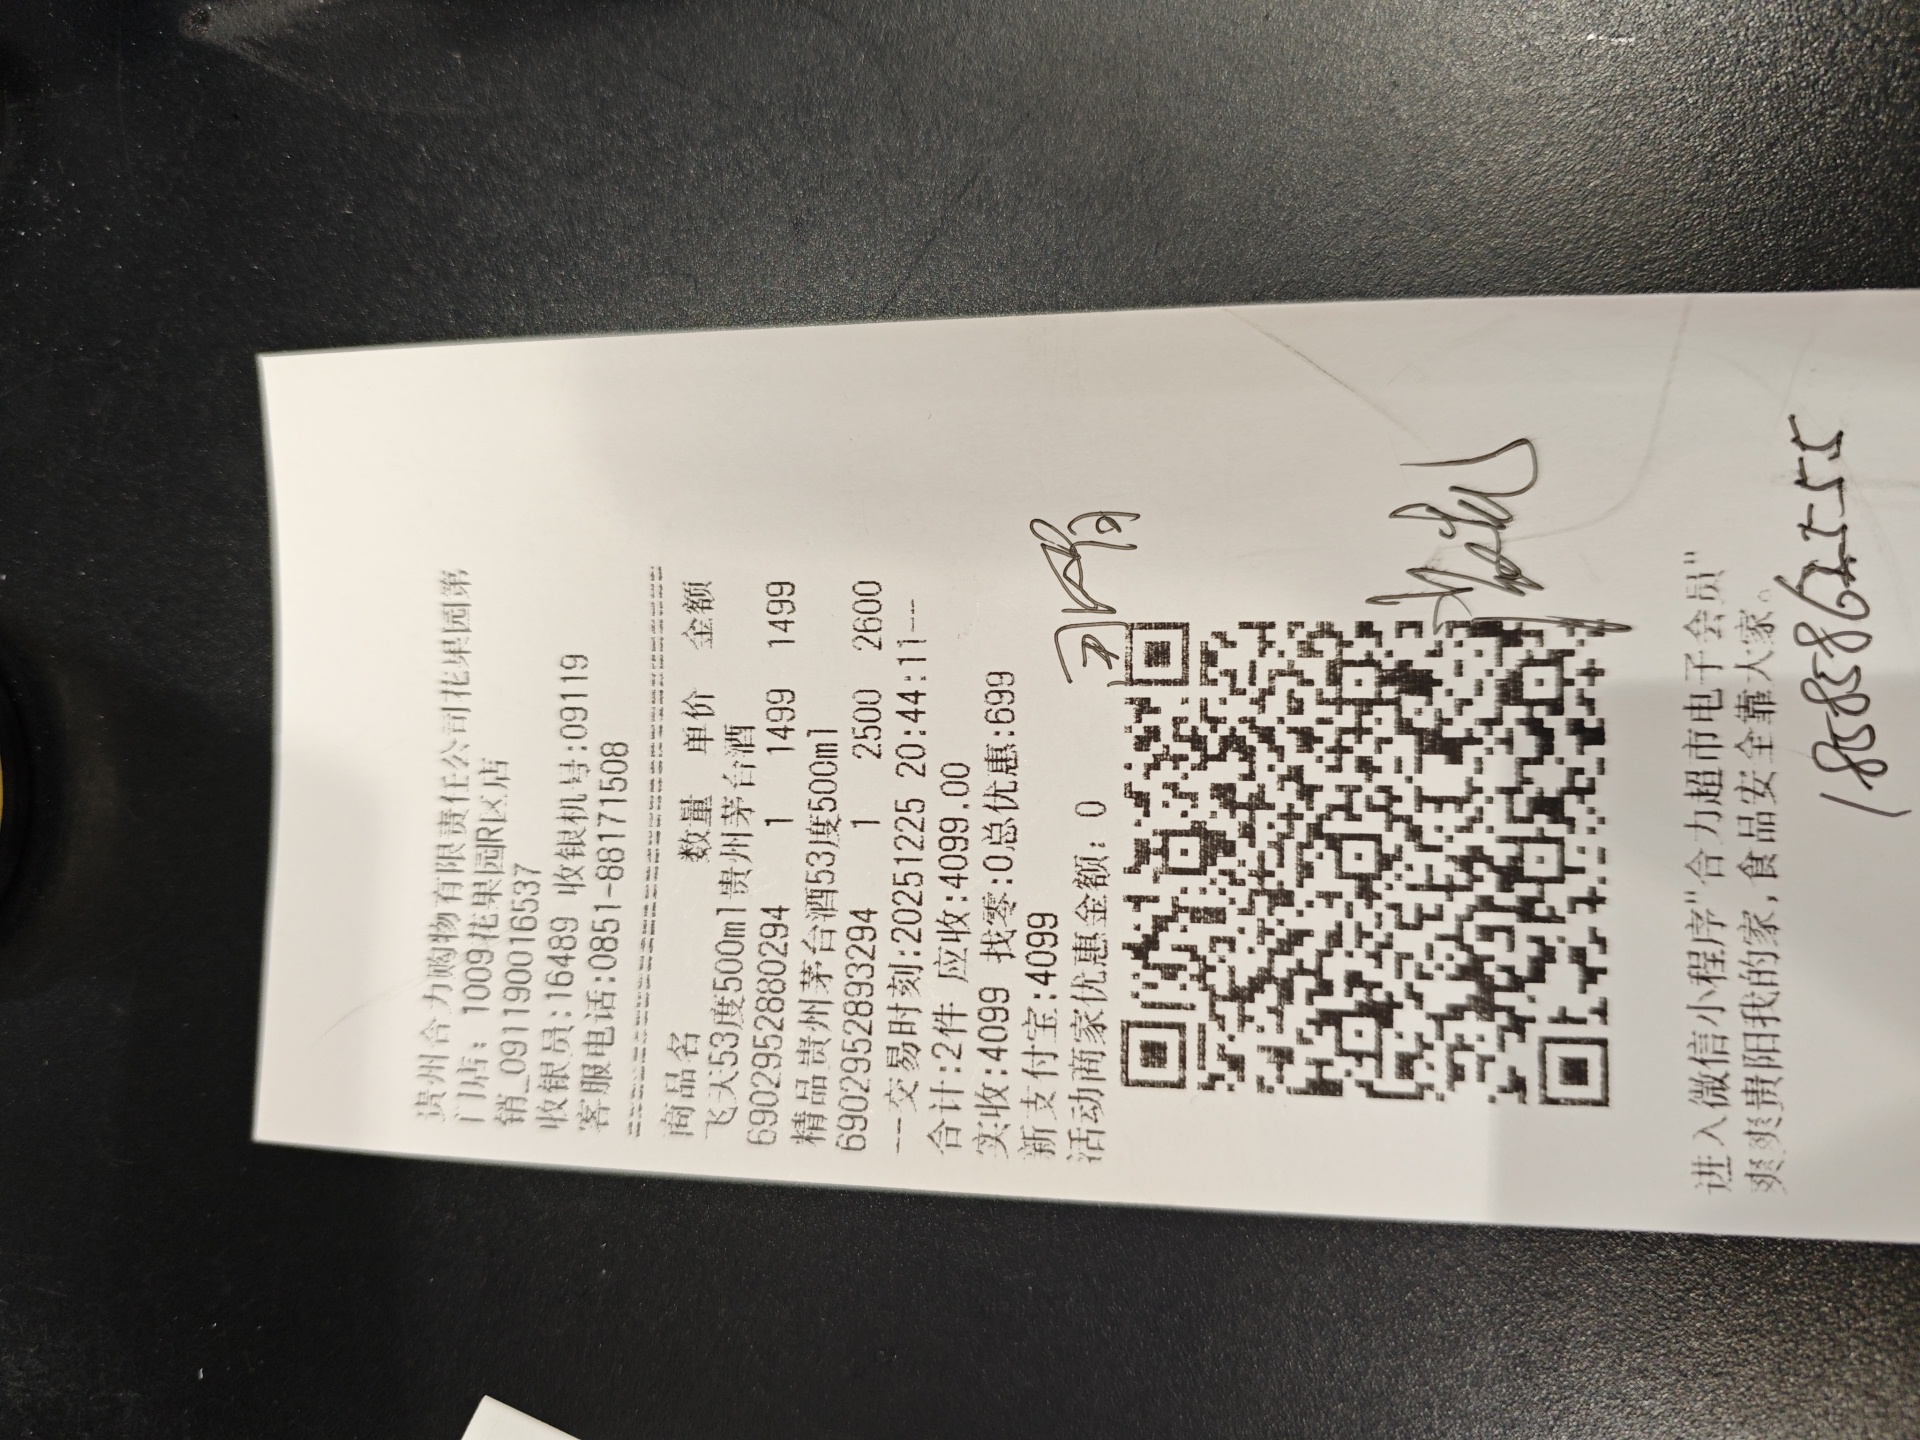 贵州合力购物有限责任公司花果园第
门店：1009花果园R区店
销_0911900016537
收银员:16489 收银机号:09119
客服电话:0851-88171508
商品名 数量 单价 金额
飞天53度500ml贵州茅台酒
6902952880294 1 1499 1499
精品贵州茅台酒53度500ml
6902952893294 1 2500 2600
--交易时刻:20251225 20:44:11--
合计:2件 应收:4099.00
实收:4099 找零:0总优惠:699
新支付宝:4099
活动商家优惠金额：0
进入微信小程序"合力超市电子会员"
爽爽贵阳我的家,食品安全靠大家。
18585862555